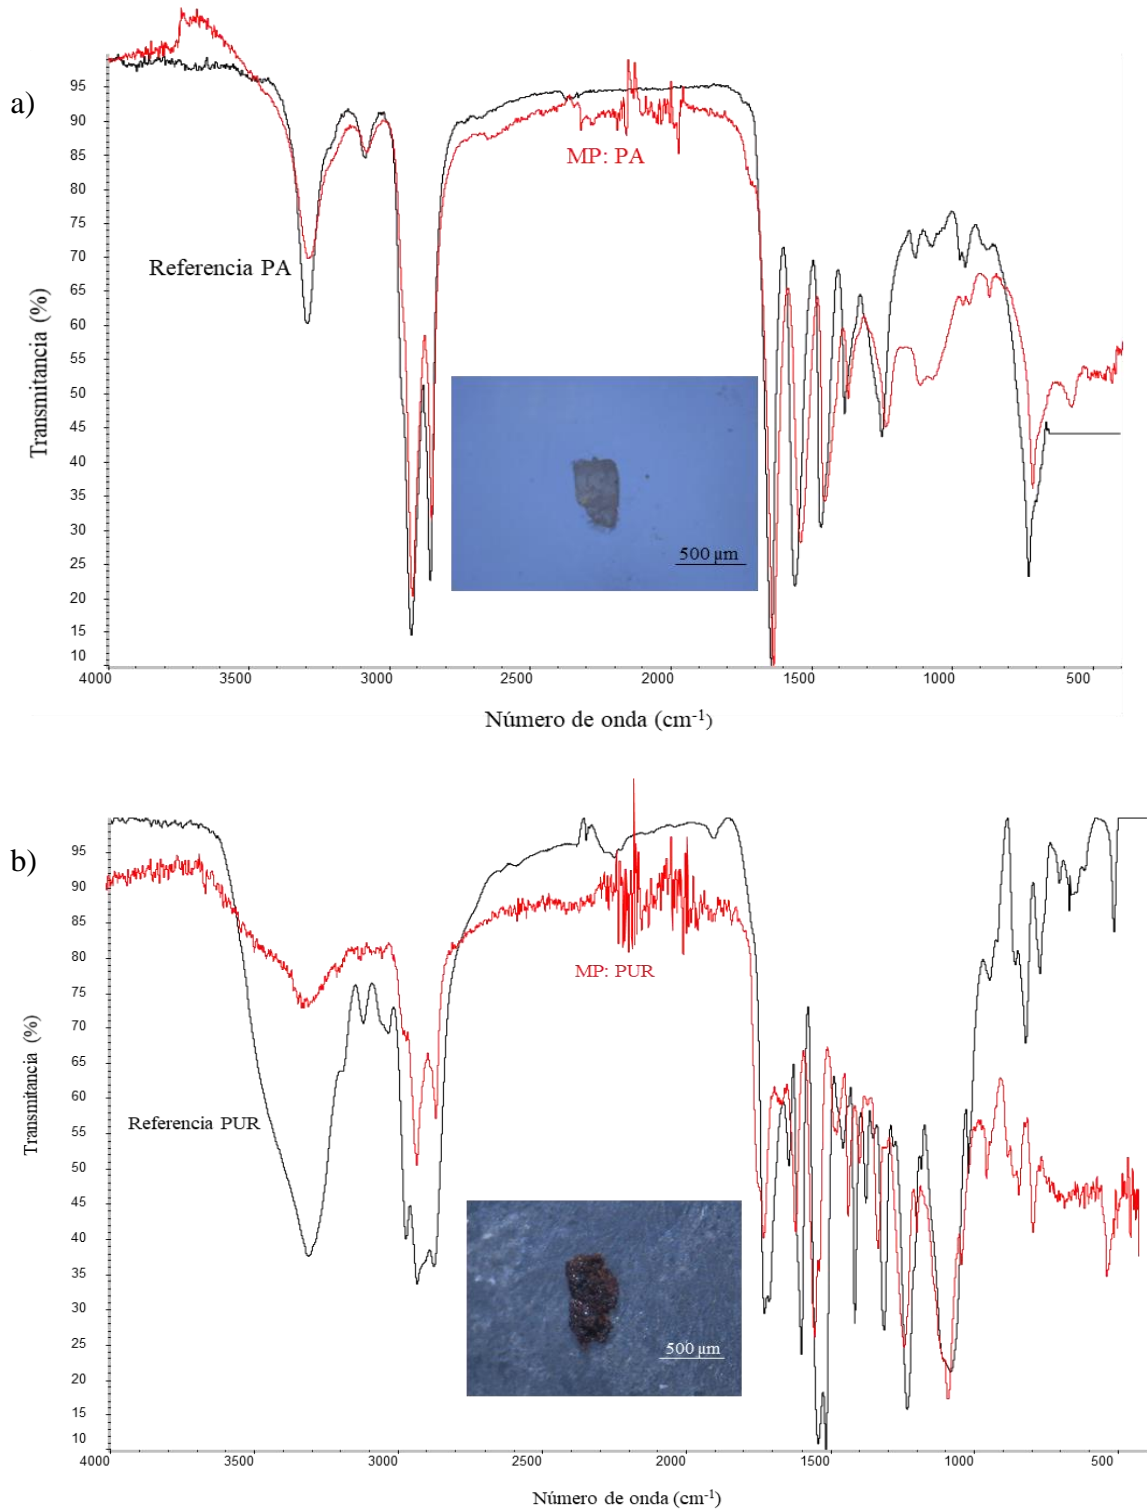 a)
95
90
85
80
75
70
65
60
55
50
45
40
35
30
25
20
15
10
Transmitancia (%)
MP: PA
Referencia PA
500 µm
4000 3500 3000 2500 2000 1500 1000 500
Número de onda (cm-1)
b)
95
90
85
80
75
70
65
60
55
50
45
40
35
30
25
20
15
10
Transmitancia (%)
MP: PUR
Referencia PUR
500 µm
4000 3500 3000 2500 2000 1500 1000 500
Número de onda (cm-1)